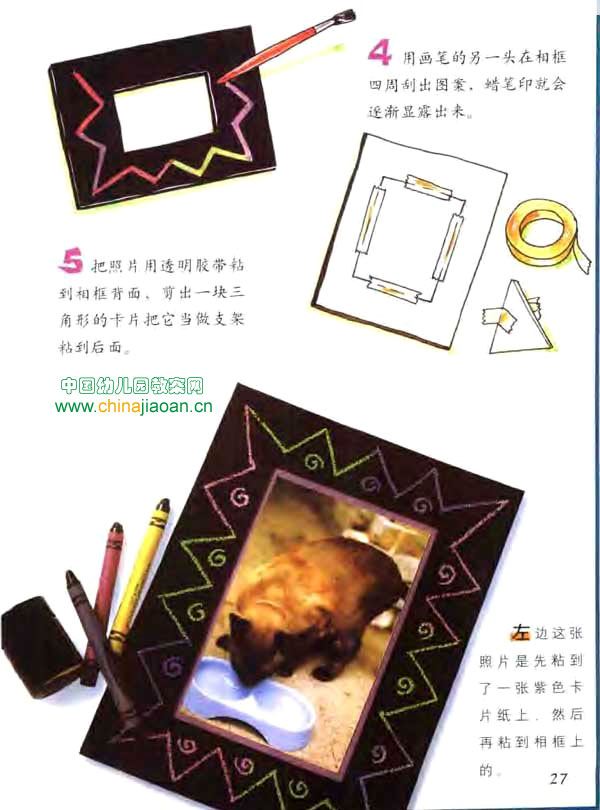 4 用画笔的另一头在相框
四周刮出图案，蜡笔印就会
逐渐显露出来。
5 把照片用透明胶带粘
到相框背面，剪出一块三
角形的卡片把它当做支架
粘到后面。
中国幼儿园教案网
www.chinajiaoan.cn
左边这张
照片是先粘到
了一张紫色卡
片纸上，然后
再粘到相框上
的。
27